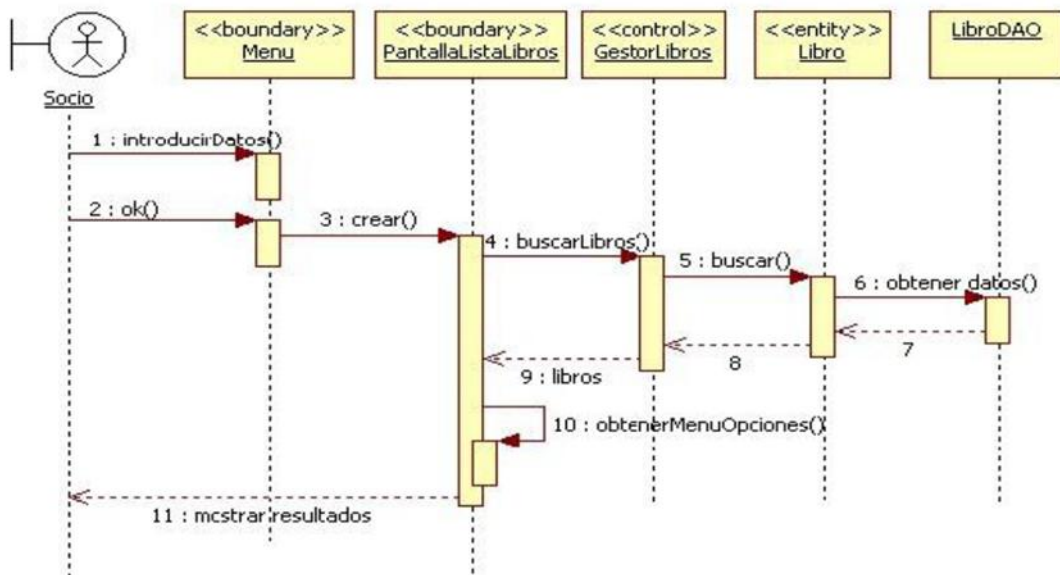 <<boundary>>
Menu
<<boundary>>
PantallaListaLibros
<<control>>
GestorLibros
<<entity>>
Libro
LibroDAO
Socio
1 : introducirDatos()
2 : ok()
3 : crear()
4 : buscarLibros()
5 : buscar()
6 : obtener datos()
7
8
9 : libros
10 : obtenerMenuOpciones()
11 : mostrar resultados